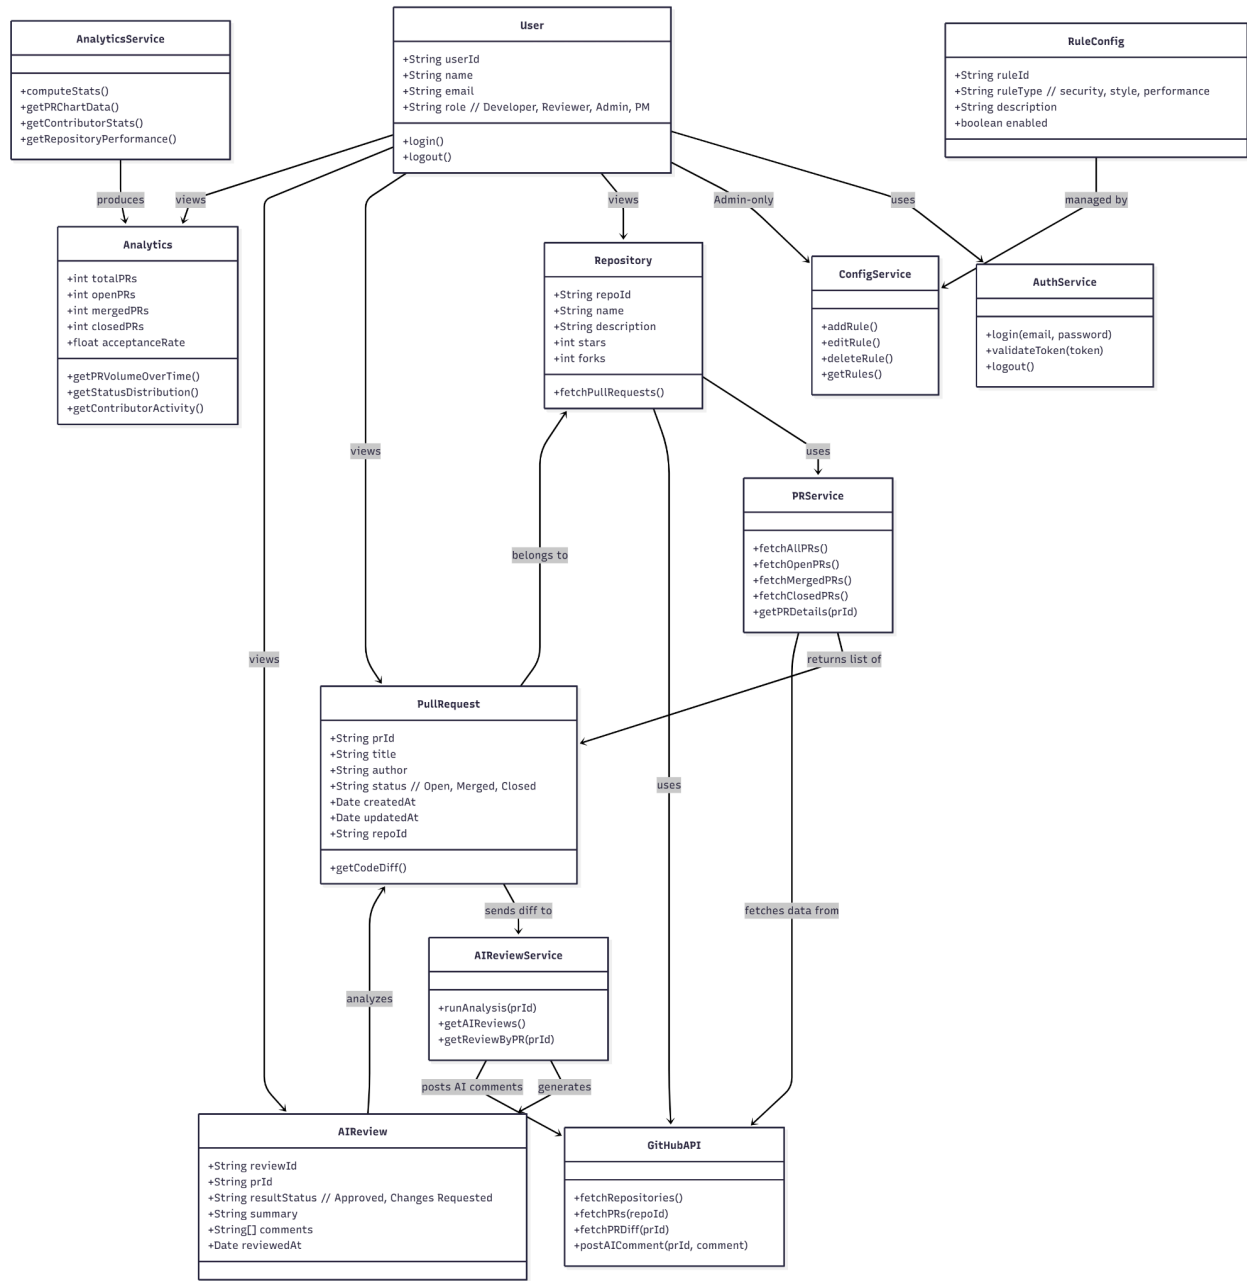 AnalyticsService
+computeStats()
+getPRChartData()
+getContributorStats()
+getRepositoryPerformance()
User
+String userId
+String name
+String email
+String role // Developer, Reviewer, Admin, PM
+login()
+logout()
RuleConfig
+String ruleId
+String ruleType // security, style, performance
+String description
+boolean enabled
produces
views
views
Admin-only
uses
managed by
Analytics
+int totalPRs
+int openPRs
+int mergedPRs
+int closedPRs
+float acceptanceRate
+getPRVolumeOverTime()
+getStatusDistribution()
+getContributorActivity()
Repository
+String repoId
+String name
+String description
+int stars
+int forks
+fetchPullRequests()
ConfigService
+addRule()
+editRule()
+deleteRule()
+getRules()
AuthService
+login(email, password)
+validateToken(token)
+logout()
views
uses
belongs to
PRService
+fetchAllPRs()
+fetchOpenPRs()
+fetchMergedPRs()
+fetchClosedPRs()
+getPRDetails(prId)
views
returns list of
PullRequest
+String prId
+String title
+String author
+String status // Open, Merged, Closed
+Date createdAt
+Date updatedAt
+String repoId
+getCodeDiff()
uses
sends diff to
fetches data from
AIReviewService
+runAnalysis(prId)
+getAIReviews()
+getReviewByPR(prId)
analyzes
posts AI comments
generates
AIReview
+String reviewId
+String prId
+String resultStatus // Approved, Changes Requested
+String summary
+String[] comments
+Date reviewedAt
GitHubAPI
+fetchRepositories()
+fetchPRs(repoId)
+fetchPRDiff(prId)
+postAIComment(prId, comment)